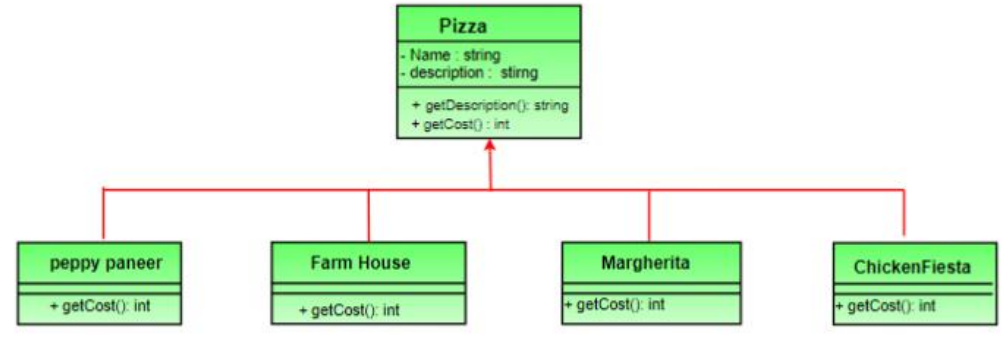 Pizza
- Name : string
- description : stirng
+ getDescription(): string
+ getCost() : int
peppy paneer
+ getCost(): int
Farm House
+ getCost(): int
Margherita
+ getCost(): int
ChickenFiesta
+ getCost(): int